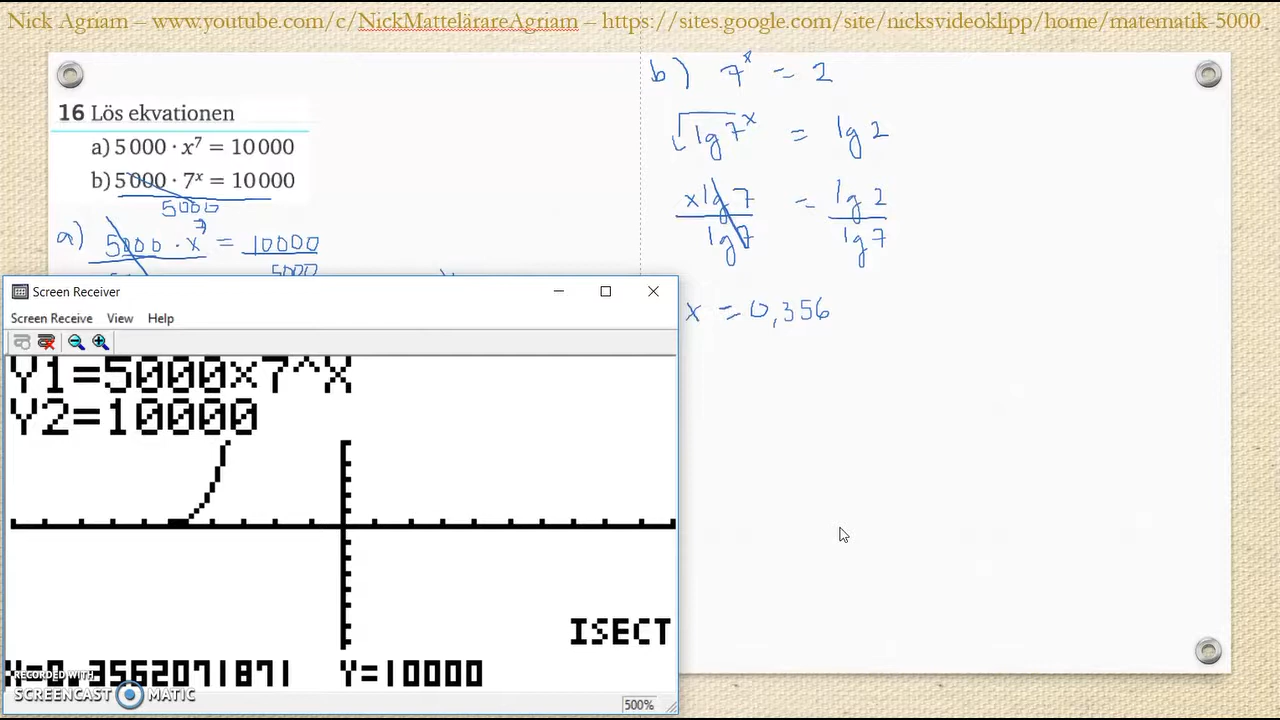 Nick Agriam – www.youtube.com/c/NickMattelärareAgriam – https://sites.google.com/site/nicksvideoklipp/home/matematik-5000
16 Lös ekvationen
a) 5 000 · x⁷ = 10 000
b) 5 000 · 7ˣ = 10 000
5000
a) 5000 · x⁷ = 10000
5000
b) 7ˣ = 2
lg 7ˣ = lg 2
x lg 7 = lg 2
lg 7 lg 7
x = 0,356
Screen Receiver
Screen Receive View Help
Y1=5000×7^X
Y2=10000
ISECT
X=0.3562071871 Y=10000
RECORDED WITH
SCREENCAST MATIC
500%